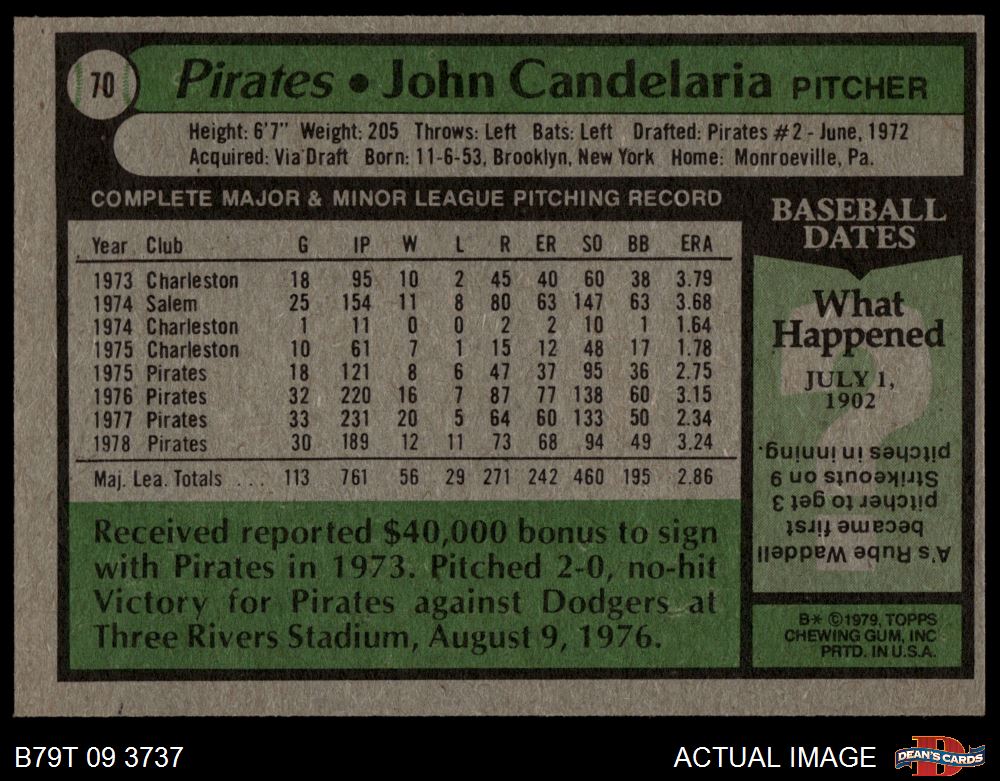 70
Pirates • John Candelaria PITCHER
Height: 6'7" Weight: 205 Throws: Left Bats: Left Drafted: Pirates #2 - June, 1972
Acquired: Via Draft Born: 11-6-53, Brooklyn, New York Home: Monroeville, Pa.
COMPLETE MAJOR & MINOR LEAGUE PITCHING RECORD
Year Club G IP W L R ER SO BB ERA
1973 Charleston 18 95 10 2 45 40 60 38 3.79
1974 Salem 25 154 11 8 80 63 147 63 3.68
1974 Charleston 1 11 0 0 2 2 10 1 1.64
1975 Charleston 10 61 7 1 15 12 48 17 1.78
1975 Pirates 18 121 8 6 47 37 95 36 2.75
1976 Pirates 32 220 16 7 87 77 138 60 3.15
1977 Pirates 33 231 20 5 64 60 133 50 2.34
1978 Pirates 30 189 12 11 73 68 94 49 3.24
Maj. Lea. Totals ... 113 761 56 29 271 242 460 195 2.86
Received reported $40,000 bonus to sign
with Pirates in 1973. Pitched 2-0, no-hit
Victory for Pirates against Dodgers at
Three Rivers Stadium, August 9, 1976.
BASEBALL
DATES
What
Happened
JULY 1,
1902
?
A's Rube Waddell
became first
pitcher to get 3
Strikeouts on 9
pitches in inning.
B* ©1979, TOPPS
CHEWING GUM, INC
PRTD. IN U.S.A.
B79T 09 3737
ACTUAL IMAGE
D
DEAN'S CARDS